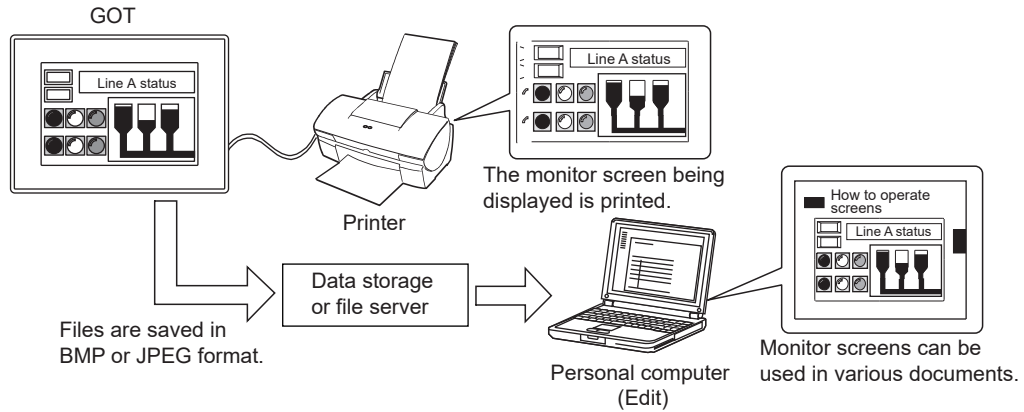 GOT
Line A status
Line A status
The monitor screen being
displayed is printed.
Printer
How to operate
screens
Line A status
Data storage
or file server
Files are saved in
BMP or JPEG format.
Personal computer
(Edit)
Monitor screens can be
used in various documents.